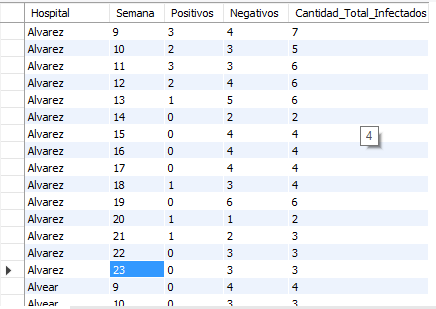 Hospital Semana Positivos Negativos Cantidad_Total_Infectados
Alvarez 9 3 4 7
Alvarez 10 2 3 5
Alvarez 11 3 3 6
Alvarez 12 2 4 6
Alvarez 13 1 5 6
Alvarez 14 0 2 2
Alvarez 15 0 4 4
4
Alvarez 16 0 4 4
Alvarez 17 0 4 4
Alvarez 18 1 3 4
Alvarez 19 0 6 6
Alvarez 20 1 1 2
Alvarez 21 1 2 3
Alvarez 22 0 3 3
Alvarez 23 0 3 3
Alvear 9 0 4 4
Alvear 10 0 3 3